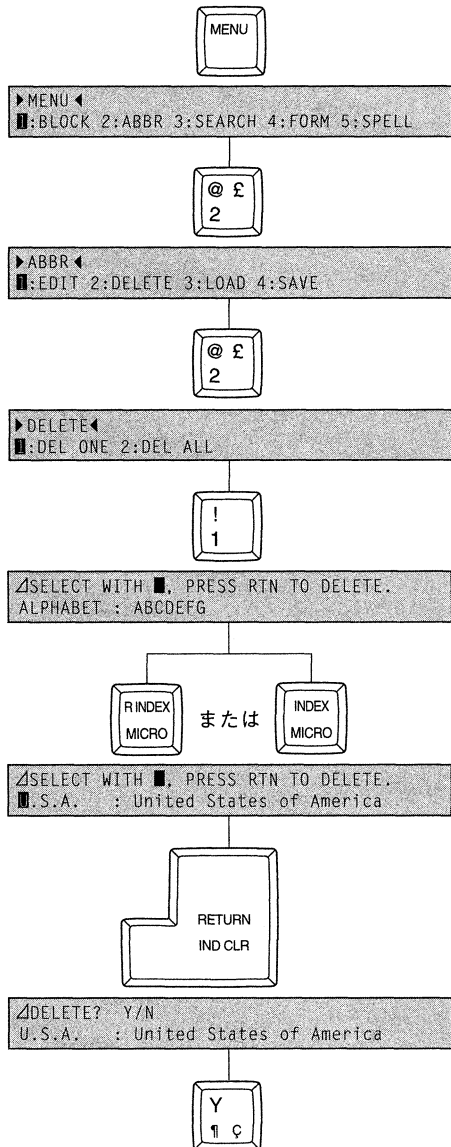 MENU
▶MENU◀
1:BLOCK 2:ABBR 3:SEARCH 4:FORM 5:SPELL
@ £
2
▶ABBR◀
1:EDIT 2:DELETE 3:LOAD 4:SAVE
@ £
2
▶DELETE◀
1:DEL ONE 2:DEL ALL
!
1
⊿SELECT WITH █, PRESS RTN TO DELETE.
ALPHABET : ABCDEFG
R INDEX
MICRO
または
INDEX
MICRO
⊿SELECT WITH █, PRESS RTN TO DELETE.
U.S.A. : United States of America
RETURN
IND CLR
⊿DELETE? Y/N
U.S.A. : United States of America
Y
¶ Ç